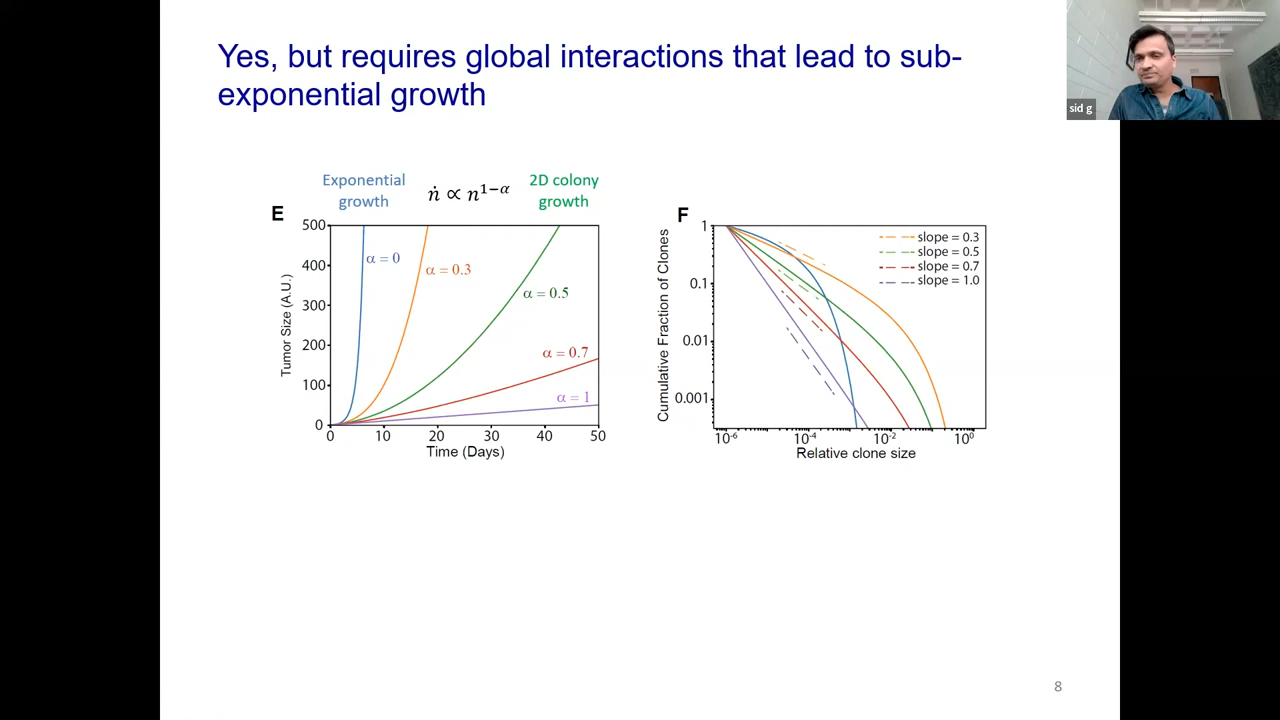 Yes, but requires global interactions that lead to sub-
exponential growth
sid g
Exponential
growth
ṅ ∝ n^{1−α}
2D colony
growth
E
500
400
300
200
100
0
Tumor Size (A.U.)
α = 0
α = 0.3
α = 0.5
α = 0.7
α = 1
0 10 20 30 40 50
Time (Days)
F
1
0.1
0.01
0.001
Cumulative Fraction of Clones
slope = 0.3
slope = 0.5
slope = 0.7
slope = 1.0
10^{-6} 10^{-4} 10^{-2} 10^{0}
Relative clone size
8